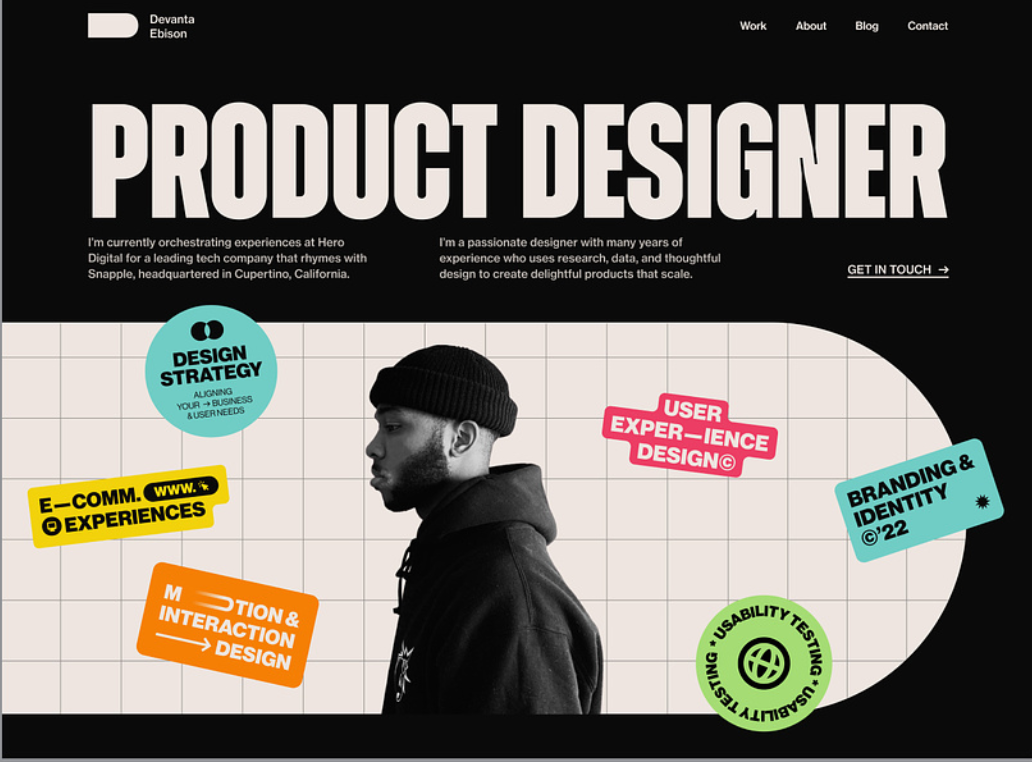 Devanta
Ebison
Work
About
Blog
Contact
PRODUCT DESIGNER
I'm currently orchestrating experiences at Hero
Digital for a leading tech company that rhymes with
Snapple, headquartered in Cupertino, California.
I'm a passionate designer with many years of
experience who uses research, data, and thoughtful
design to create delightful products that scale.
GET IN TOUCH →
DESIGN
STRATEGY
ALIGNING
YOUR → BUSINESS
& USER NEEDS
USER
EXPER—IENCE
DESIGN©
E—COMM. WWW.
EXPERIENCES
BRANDING &
IDENTITY
©'22
M TION &
INTERACTION
→ DESIGN
* USABILITY TESTING * USABILITY TESTING